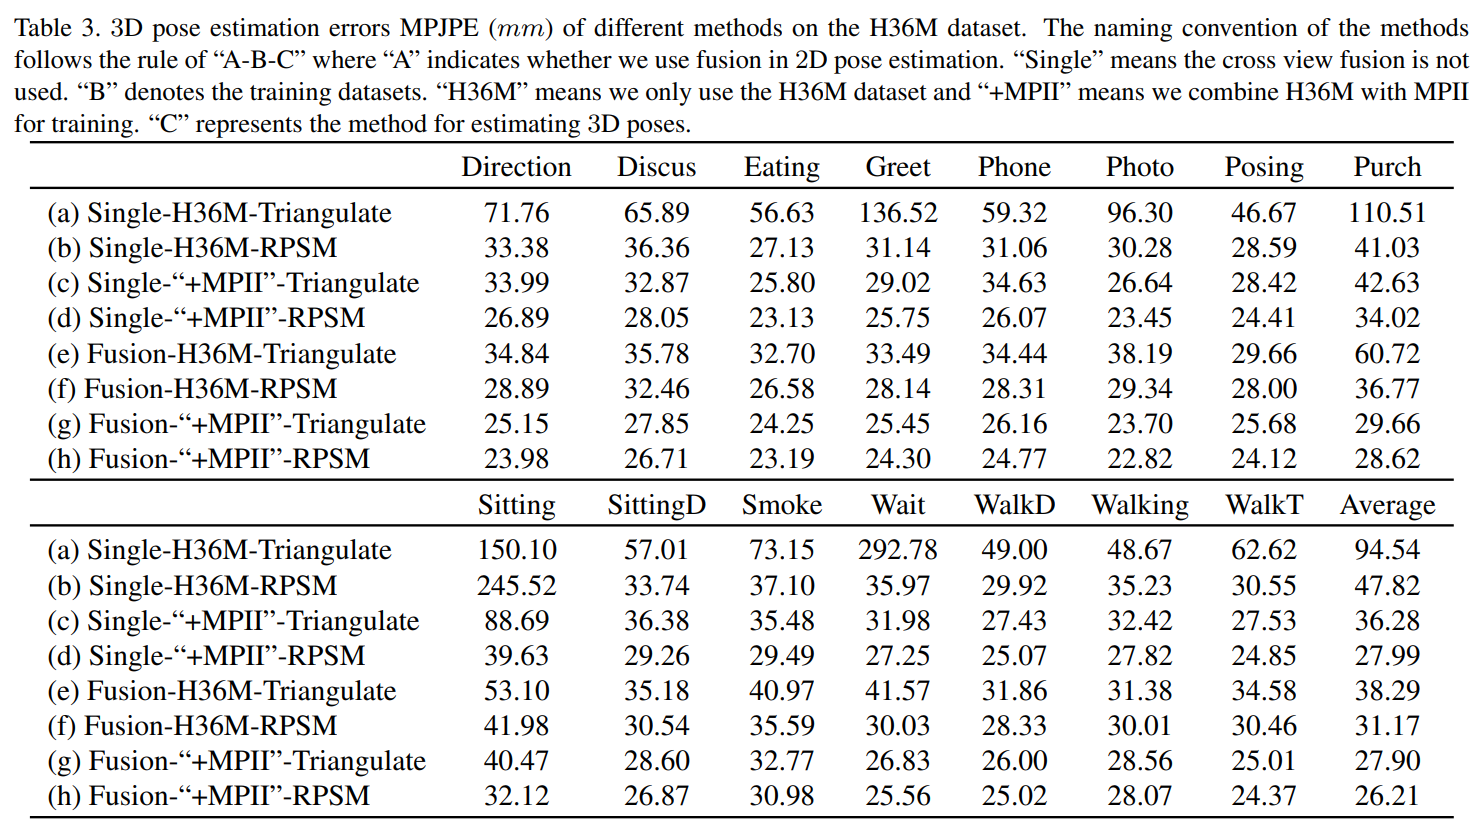 Table 3. 3D pose estimation errors MPJPE (mm) of different methods on the H36M dataset. The naming convention of the methods
follows the rule of “A-B-C” where “A” indicates whether we use fusion in 2D pose estimation. “Single” means the cross view fusion is not
used. “B” denotes the training datasets. “H36M” means we only use the H36M dataset and “+MPII” means we combine H36M with MPII
for training. “C” represents the method for estimating 3D poses.
Direction Discus Eating Greet Phone Photo Posing Purch
(a) Single-H36M-Triangulate 71.76 65.89 56.63 136.52 59.32 96.30 46.67 110.51
(b) Single-H36M-RPSM 33.38 36.36 27.13 31.14 31.06 30.28 28.59 41.03
(c) Single-“+MPII”-Triangulate 33.99 32.87 25.80 29.02 34.63 26.64 28.42 42.63
(d) Single-“+MPII”-RPSM 26.89 28.05 23.13 25.75 26.07 23.45 24.41 34.02
(e) Fusion-H36M-Triangulate 34.84 35.78 32.70 33.49 34.44 38.19 29.66 60.72
(f) Fusion-H36M-RPSM 28.89 32.46 26.58 28.14 28.31 29.34 28.00 36.77
(g) Fusion-“+MPII”-Triangulate 25.15 27.85 24.25 25.45 26.16 23.70 25.68 29.66
(h) Fusion-“+MPII”-RPSM 23.98 26.71 23.19 24.30 24.77 22.82 24.12 28.62
Sitting SittingD Smoke Wait WalkD Walking WalkT Average
(a) Single-H36M-Triangulate 150.10 57.01 73.15 292.78 49.00 48.67 62.62 94.54
(b) Single-H36M-RPSM 245.52 33.74 37.10 35.97 29.92 35.23 30.55 47.82
(c) Single-“+MPII”-Triangulate 88.69 36.38 35.48 31.98 27.43 32.42 27.53 36.28
(d) Single-“+MPII”-RPSM 39.63 29.26 29.49 27.25 25.07 27.82 24.85 27.99
(e) Fusion-H36M-Triangulate 53.10 35.18 40.97 41.57 31.86 31.38 34.58 38.29
(f) Fusion-H36M-RPSM 41.98 30.54 35.59 30.03 28.33 30.01 30.46 31.17
(g) Fusion-“+MPII”-Triangulate 40.47 28.60 32.77 26.83 26.00 28.56 25.01 27.90
(h) Fusion-“+MPII”-RPSM 32.12 26.87 30.98 25.56 25.02 28.07 24.37 26.21